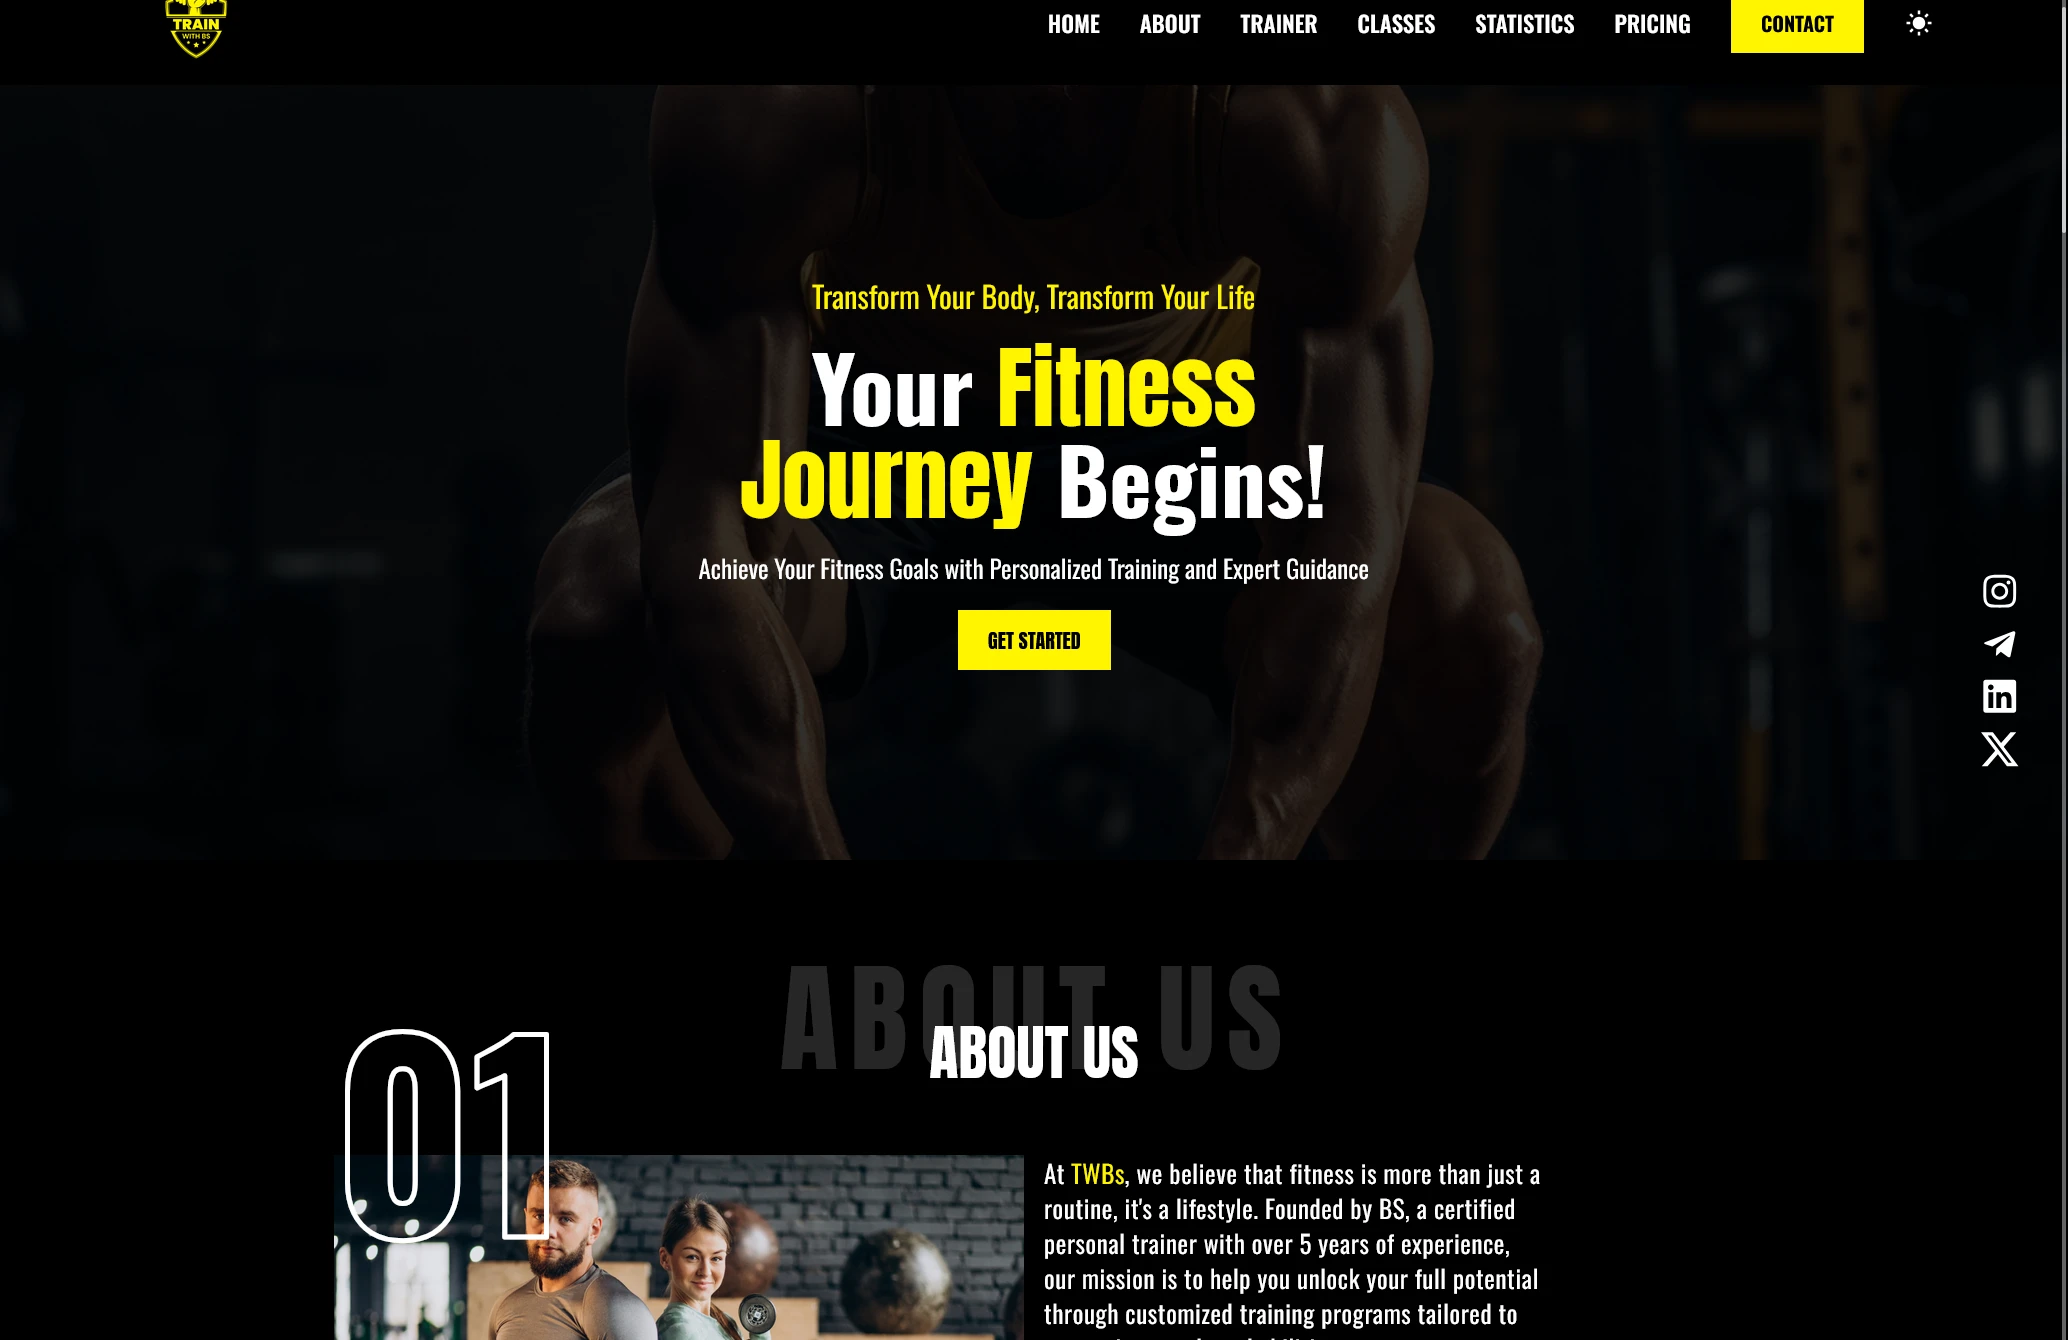 TRAIN
WITH BS
HOME ABOUT TRAINER CLASSES STATISTICS PRICING CONTACT
Transform Your Body, Transform Your Life
Your Fitness
Journey Begins!
Achieve Your Fitness Goals with Personalized Training and Expert Guidance
GET STARTED
in
ABOUT US
ABOUT US
01
At TWBs, we believe that fitness is more than just a
routine, it's a lifestyle. Founded by BS, a certified
personal trainer with over 5 years of experience,
our mission is to help you unlock your full potential
through customized training programs tailored to